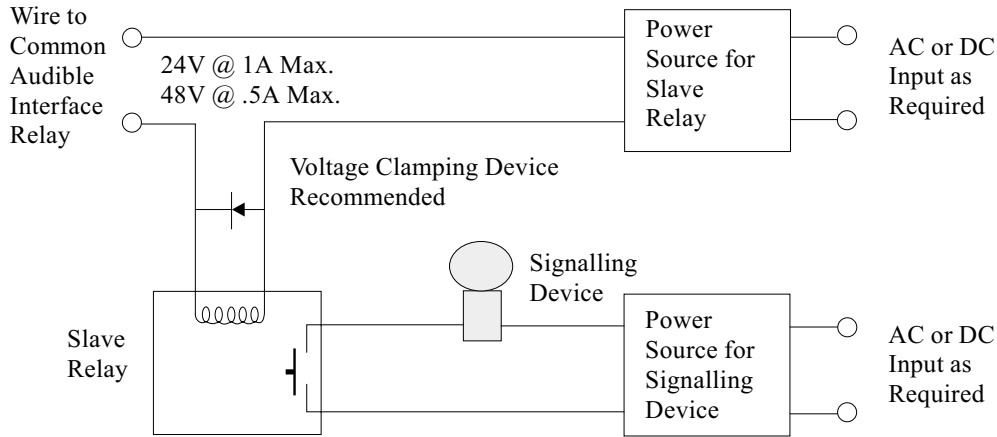 Wire to
Common
Audible
Interface
Relay
24V @ 1A Max.
48V @ .5A Max.
Power
Source for
Slave
Relay
AC or DC
Input as
Required
Voltage Clamping Device
Recommended
Signalling
Device
Slave
Relay
Power
Source for
Signalling
Device
AC or DC
Input as
Required